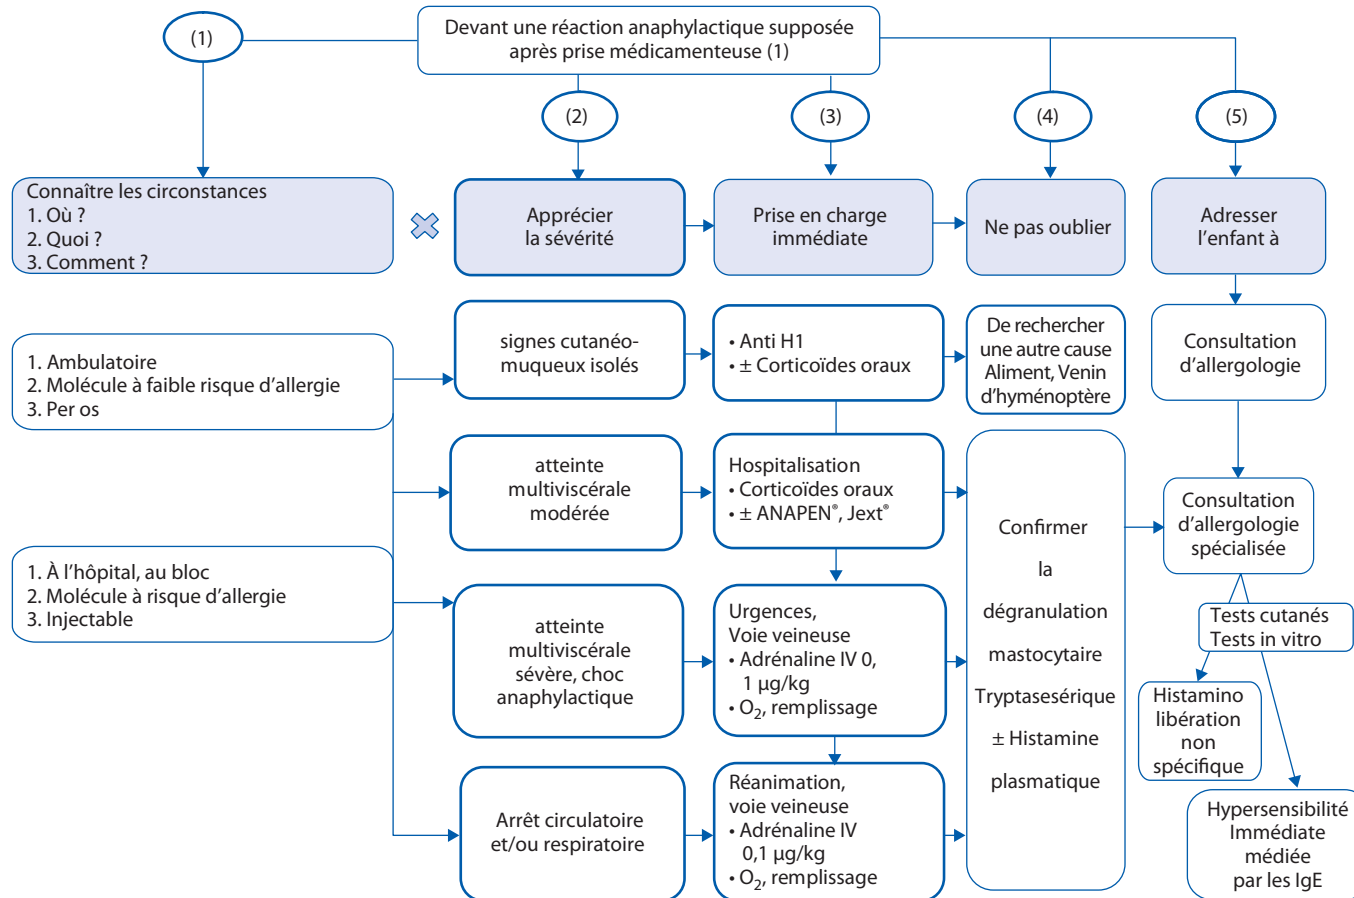 Devant une réaction anaphylactique supposée
après prise médicamenteuse (1)
(1)
(2)
(3)
(4)
(5)
Connaître les circonstances
1. Où ?
2. Quoi ?
3. Comment ?
Apprécier
la sévérité
Prise en charge
immédiate
Ne pas oublier
Adresser
l'enfant à
1. Ambulatoire
2. Molécule à faible risque d'allergie
3. Per os
signes cutanéo-
muqueux isolés
• Anti H1
• ± Corticoïdes oraux
De rechercher
une autre cause
Aliment, Venin
d'hyménoptère
Consultation
d'allergologie
atteinte
multiviscérale
modérée
Hospitalisation
• Corticoïdes oraux
• ± ANAPEN®, Jext®
Confirmer
la
dégranulation
mastocytaire
Tryptasesérique
± Histamine
plasmatique
Consultation
d'allergologie
spécialisée
1. À l'hôpital, au bloc
2. Molécule à risque d'allergie
3. Injectable
atteinte
multiviscérale
sévère, choc
anaphylactique
Urgences,
Voie veineuse
• Adrénaline IV 0,
1 µg/kg
• O₂, remplissage
Tests cutanés
Tests in vitro
Histamino
libération
non
spécifique
Arrêt circulatoire
et/ou respiratoire
Réanimation,
voie veineuse
• Adrénaline IV
0,1 µg/kg
• O₂, remplissage
Hypersensibilité
Immédiate
médiée
par les IgE